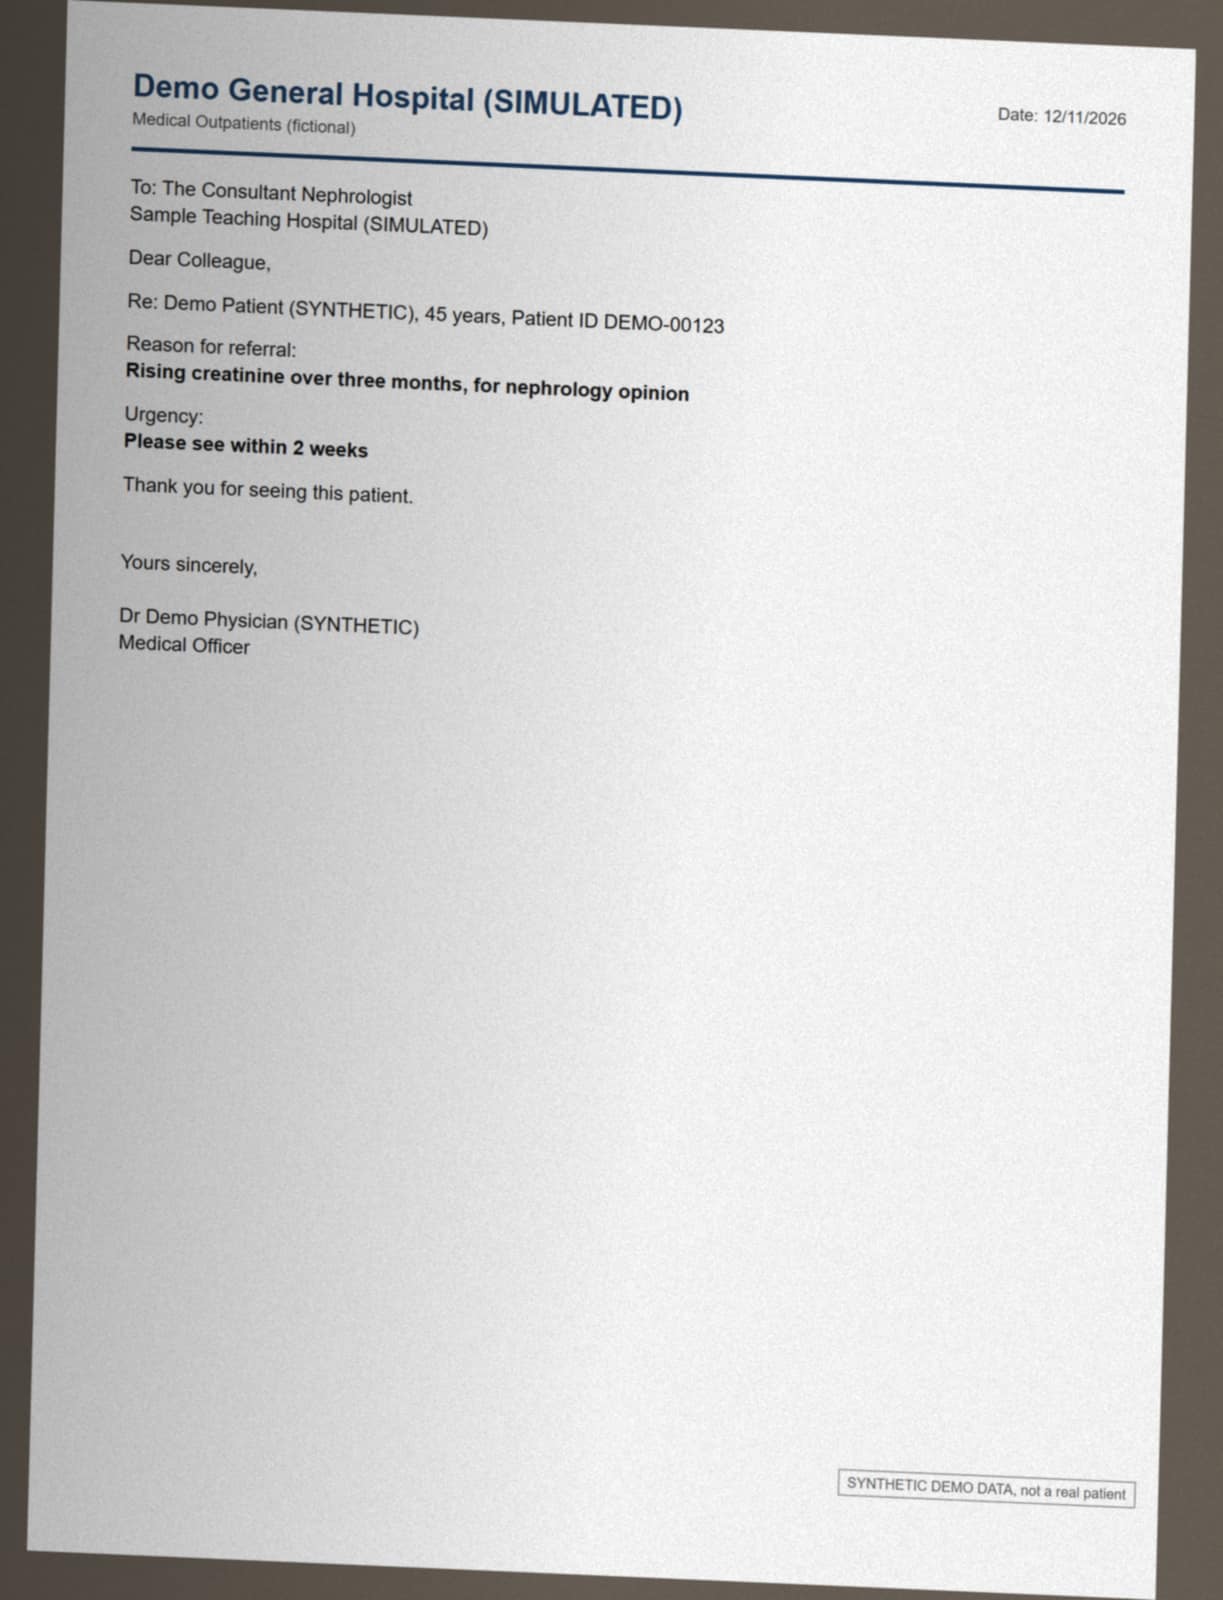 Demo General Hospital (SIMULATED)
Medical Outpatients (fictional)
Date: 12/11/2026
To: The Consultant Nephrologist
Sample Teaching Hospital (SIMULATED)
Dear Colleague,
Re: Demo Patient (SYNTHETIC), 45 years, Patient ID DEMO-00123
Reason for referral:
Rising creatinine over three months, for nephrology opinion
Urgency:
Please see within 2 weeks
Thank you for seeing this patient.
Yours sincerely,
Dr Demo Physician (SYNTHETIC)
Medical Officer
SYNTHETIC DEMO DATA, not a real patient